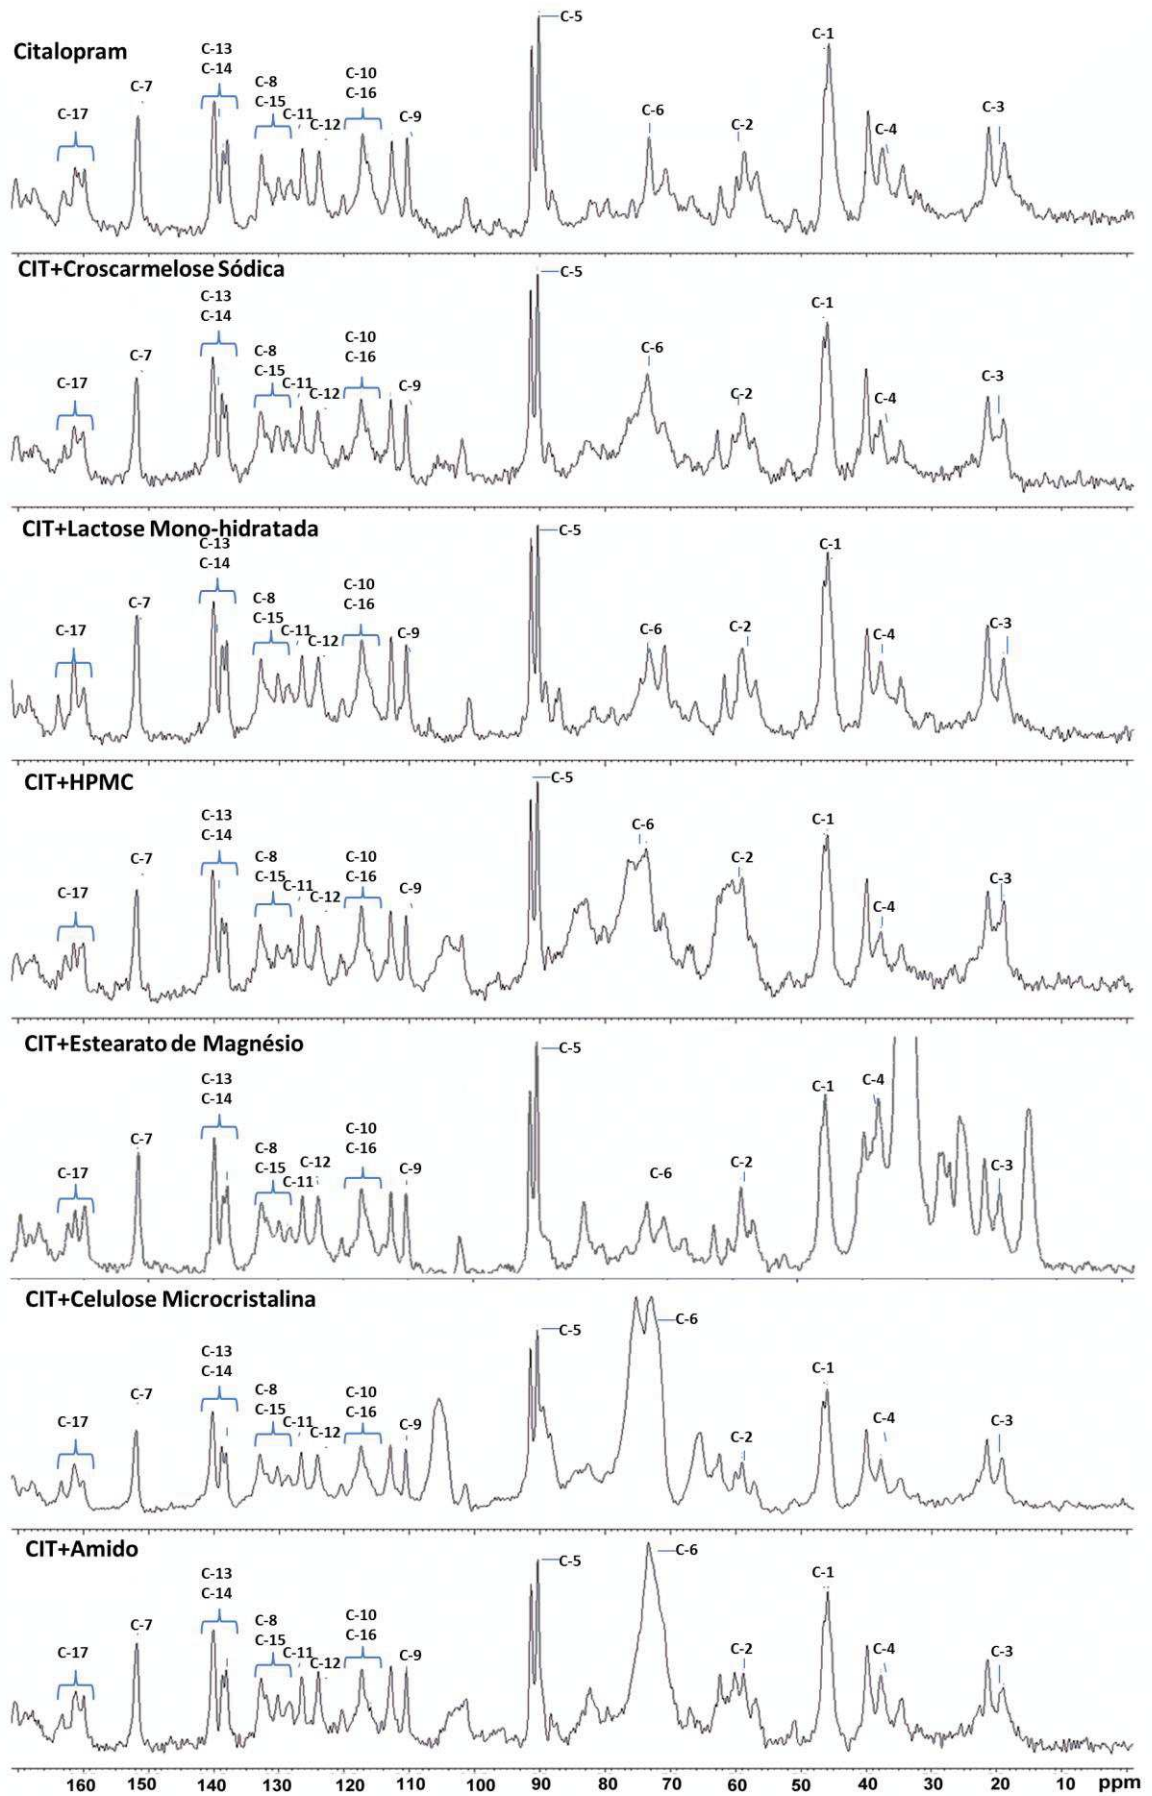 Citalopram
C-17
C-7
C-13
C-14
C-8
C-15
C-11
C-12
C-10
C-16
C-9
C-5
C-6
C-2
C-1
C-4
C-3
CIT+Croscarmelose Sódica
C-17
C-7
C-13
C-14
C-8
C-15
C-11
C-12
C-10
C-16
C-9
C-5
C-6
C-2
C-1
C-4
C-3
CIT+Lactose Mono-hidratada
C-17
C-7
C-13
C-14
C-8
C-15
C-11
C-12
C-10
C-16
C-9
C-5
C-6
C-2
C-1
C-4
C-3
CIT+HPMC
C-17
C-7
C-13
C-14
C-8
C-15
C-11
C-12
C-10
C-16
C-9
C-5
C-6
C-2
C-1
C-4
C-3
CIT+Estearato de Magnésio
C-17
C-7
C-13
C-14
C-8
C-15
C-12
C-11
C-10
C-16
C-9
C-5
C-6
C-2
C-1
C-4
C-3
CIT+Celulose Microcristalina
C-17
C-7
C-13
C-14
C-8
C-15
C-11
C-12
C-10
C-16
C-9
C-5
C-6
C-2
C-1
C-4
C-3
CIT+Amido
C-17
C-7
C-13
C-14
C-8
C-15
C-11
C-12
C-10
C-16
C-9
C-5
C-6
C-2
C-1
C-4
C-3
160 150 140 130 120 110 100 90 80 70 60 50 40 30 20 10 ppm